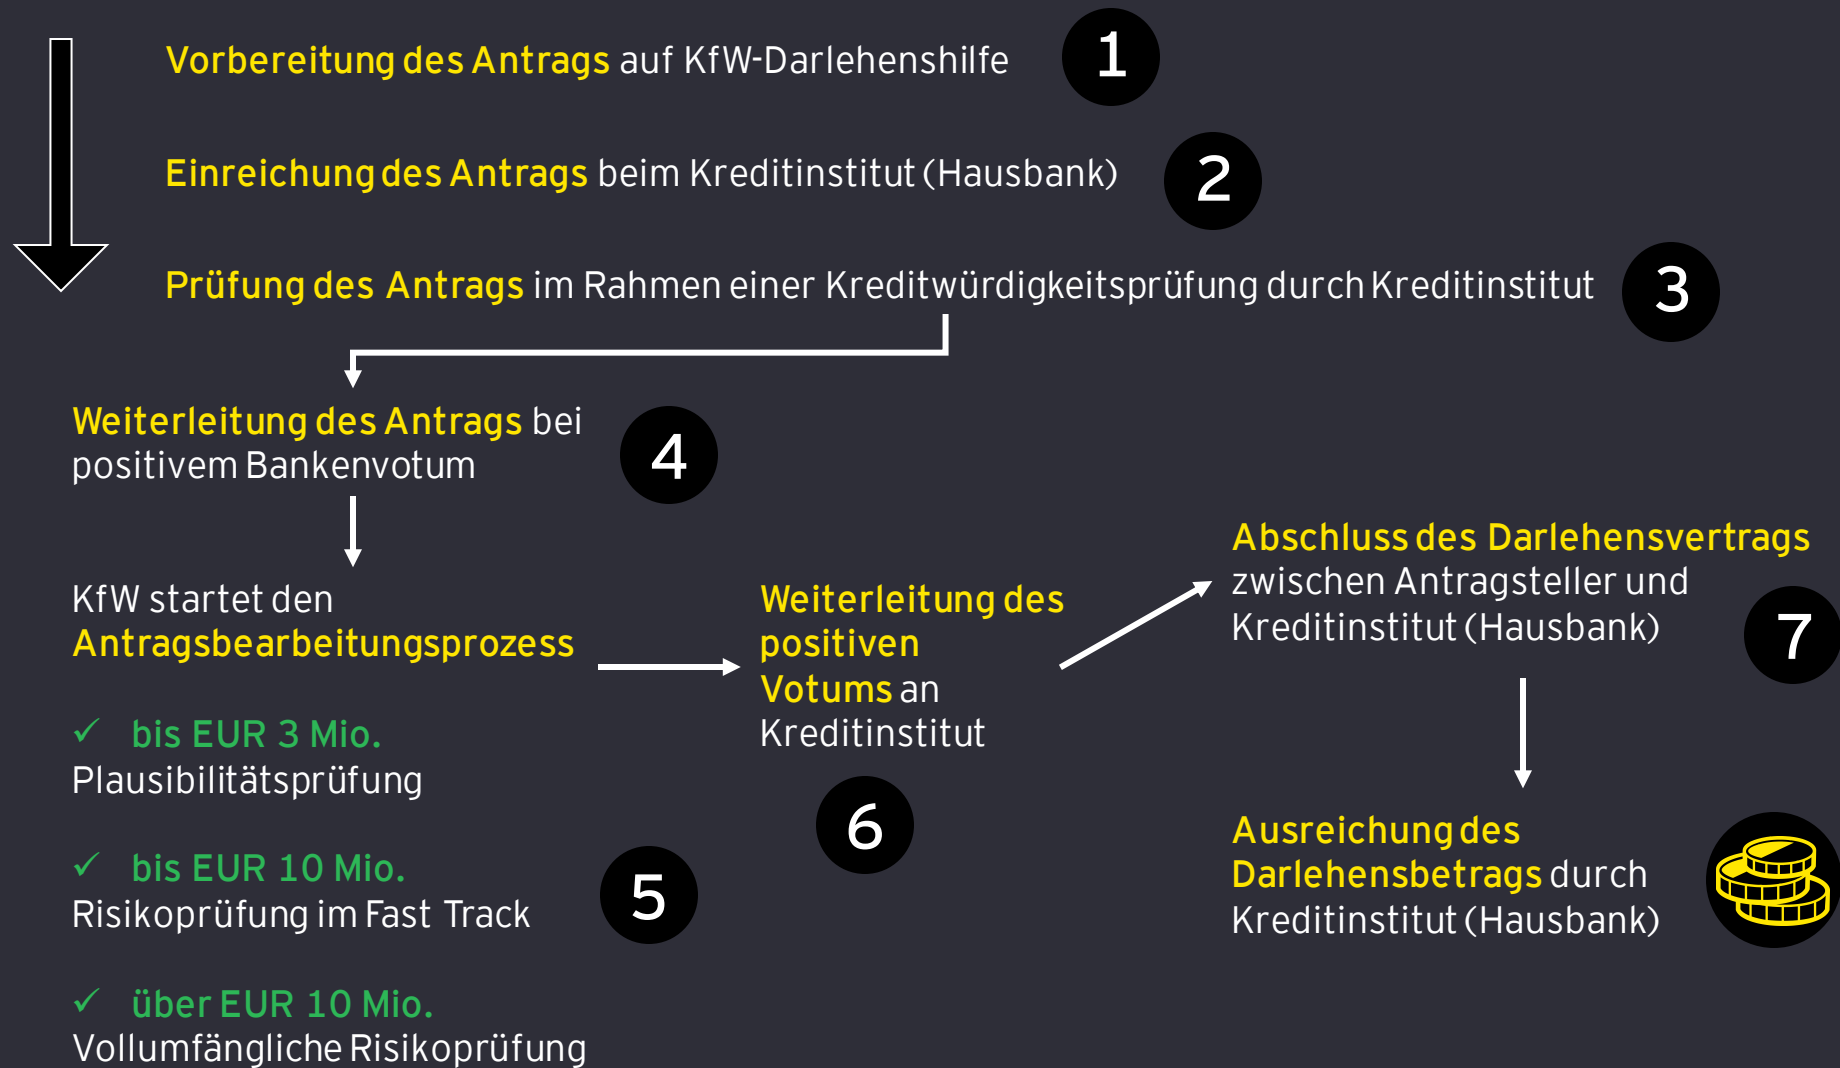 Vorbereitung des Antrags auf KfW-Darlehenshilfe
1
Einreichung des Antrags beim Kreditinstitut (Hausbank)
2
Prüfung des Antrags im Rahmen einer Kreditwürdigkeitsprüfung durch Kreditinstitut
3
Weiterleitung des Antrags bei
positivem Bankenvotum
4
KfW startet den
Antragsbearbeitungsprozess
✓ bis EUR 3 Mio.
Plausibilitätsprüfung
✓ bis EUR 10 Mio.
Risikoprüfung im Fast Track
✓ über EUR 10 Mio.
Vollumfängliche Risikoprüfung
5
Weiterleitung des
positiven
Votums an
Kreditinstitut
6
Abschluss des Darlehensvertrags
zwischen Antragsteller und
Kreditinstitut (Hausbank)
7
Ausreichung des
Darlehensbetrags durch
Kreditinstitut (Hausbank)